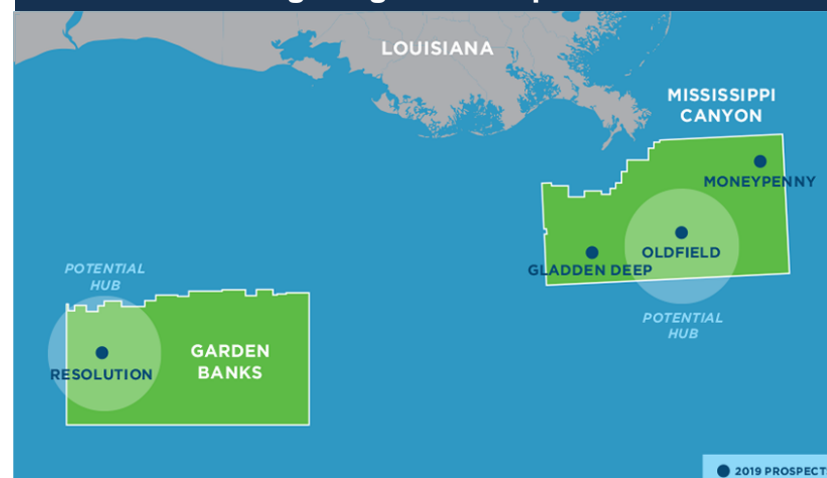 LOUISIANA
MISSISSIPPI
CANYON
MONEYPENNY
OLDFIELD
GLADDEN DEEP
POTENTIAL
HUB
POTENTIAL
HUB
GARDEN
BANKS
RESOLUTION
2019 PROSPECT